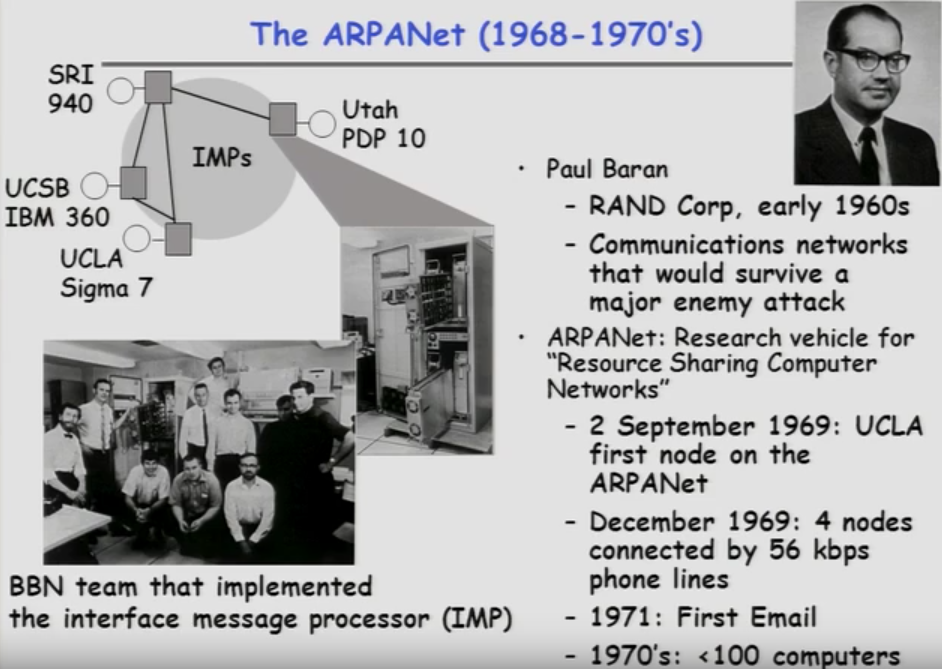 The ARPANet (1968-1970's)
SRI
940
Utah
PDP 10
IMPs
UCSB
IBM 360
UCLA
Sigma 7
BBN team that implemented
the interface message processor (IMP)
· Paul Baran
- RAND Corp, early 1960s
- Communications networks
that would survive a
major enemy attack
· ARPANet: Research vehicle for
"Resource Sharing Computer
Networks"
- 2 September 1969: UCLA
first node on the
ARPANet
- December 1969: 4 nodes
connected by 56 kbps
phone lines
- 1971: First Email
- 1970's: <100 computers